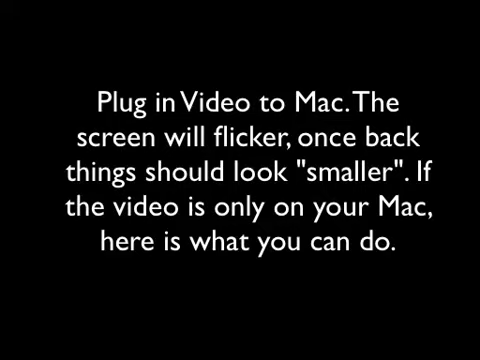 Plug in Video to Mac. The
screen will flicker, once back
things should look "smaller". If
the video is only on your Mac,
here is what you can do.